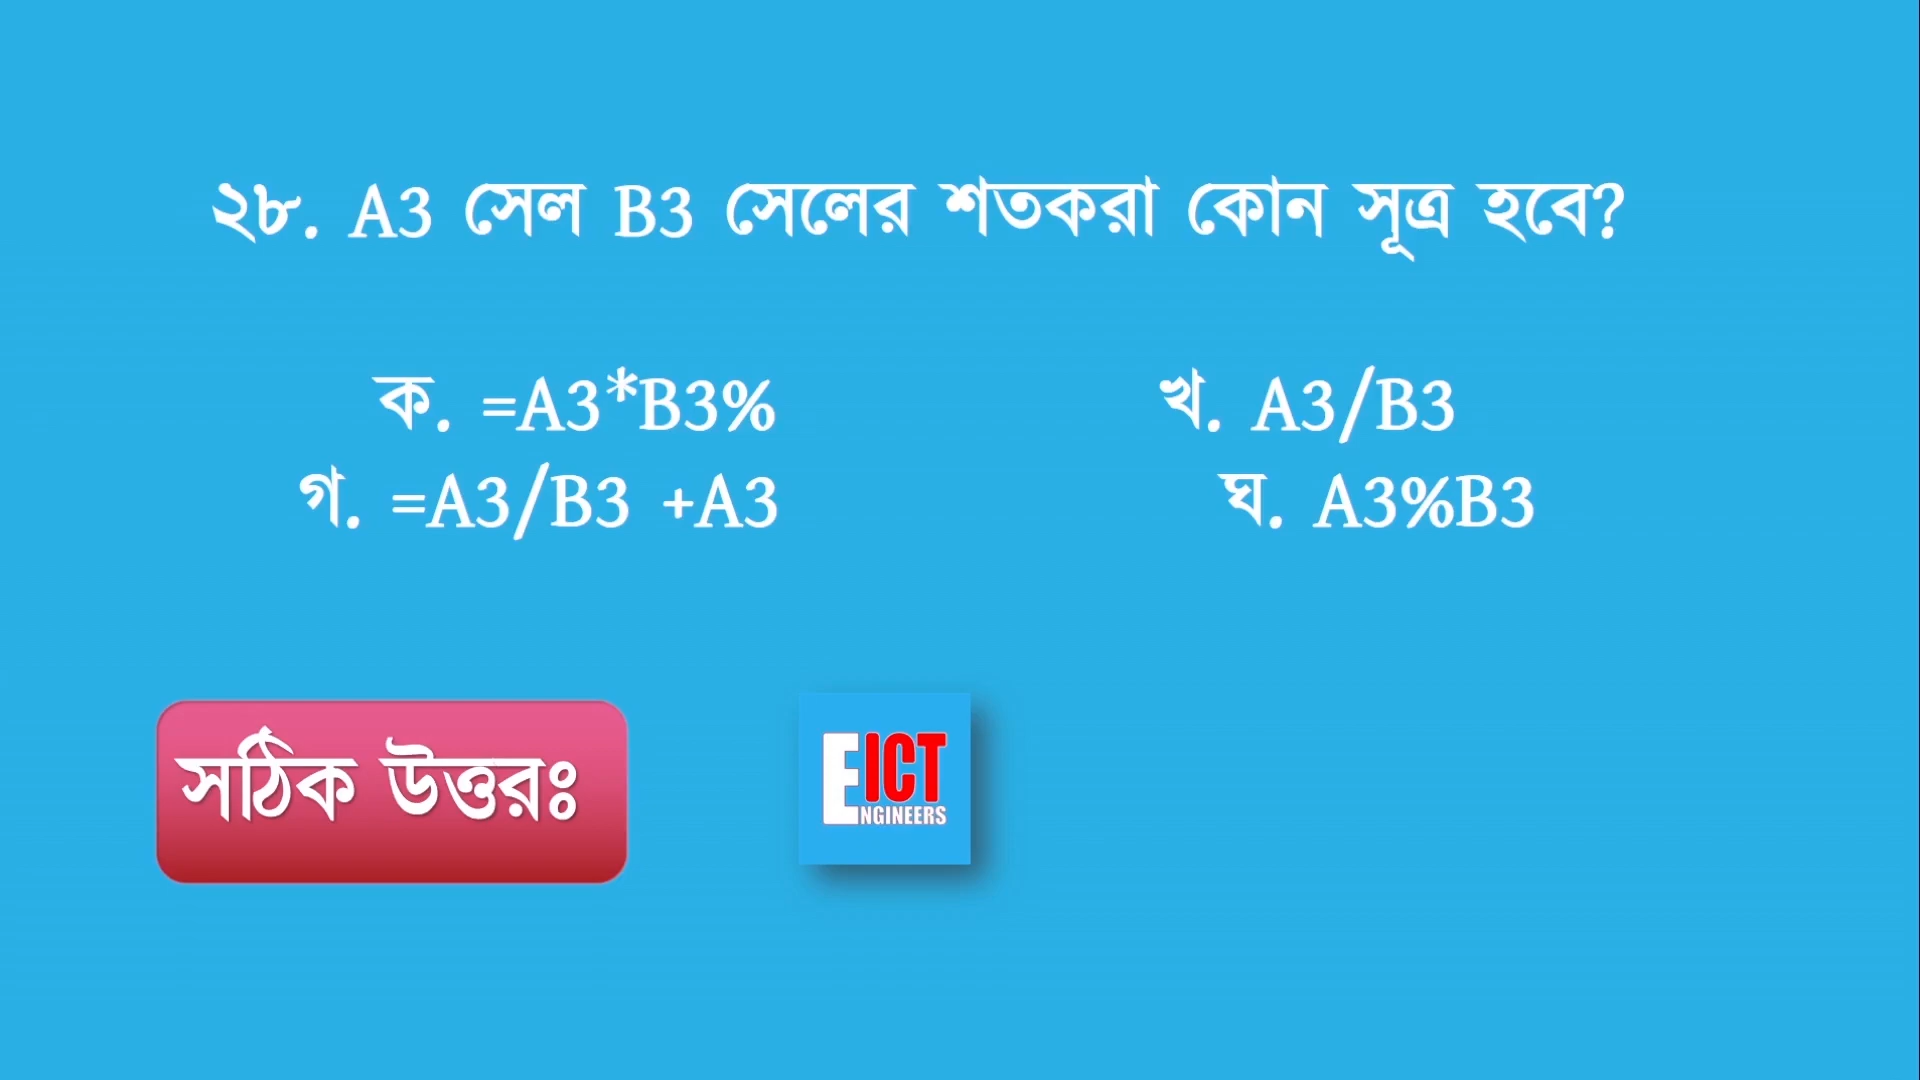 ২৮. A3 সেল B3 সেলের শতকরা কোন সূত্র হবে?
ক. =A3*B3% খ. A3/B3
গ. =A3/B3 +A3 ঘ. A3%B3
সঠিক উত্তরঃ
EICT
NGINEERS